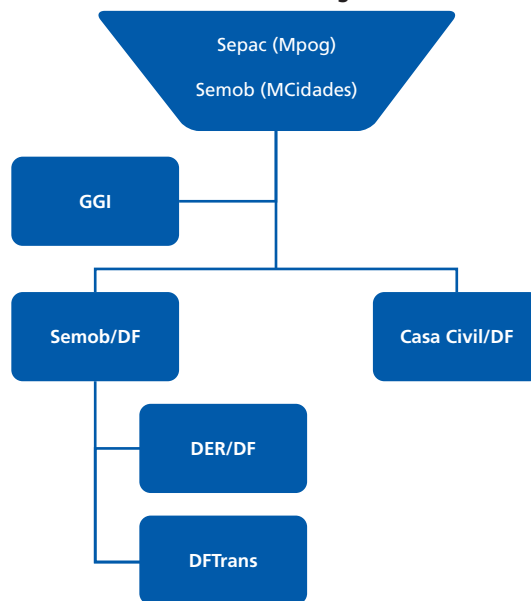 Sepac (Mpog)
Semob (MCidades)
GGI
Semob/DF
Casa Civil/DF
DER/DF
DFTrans